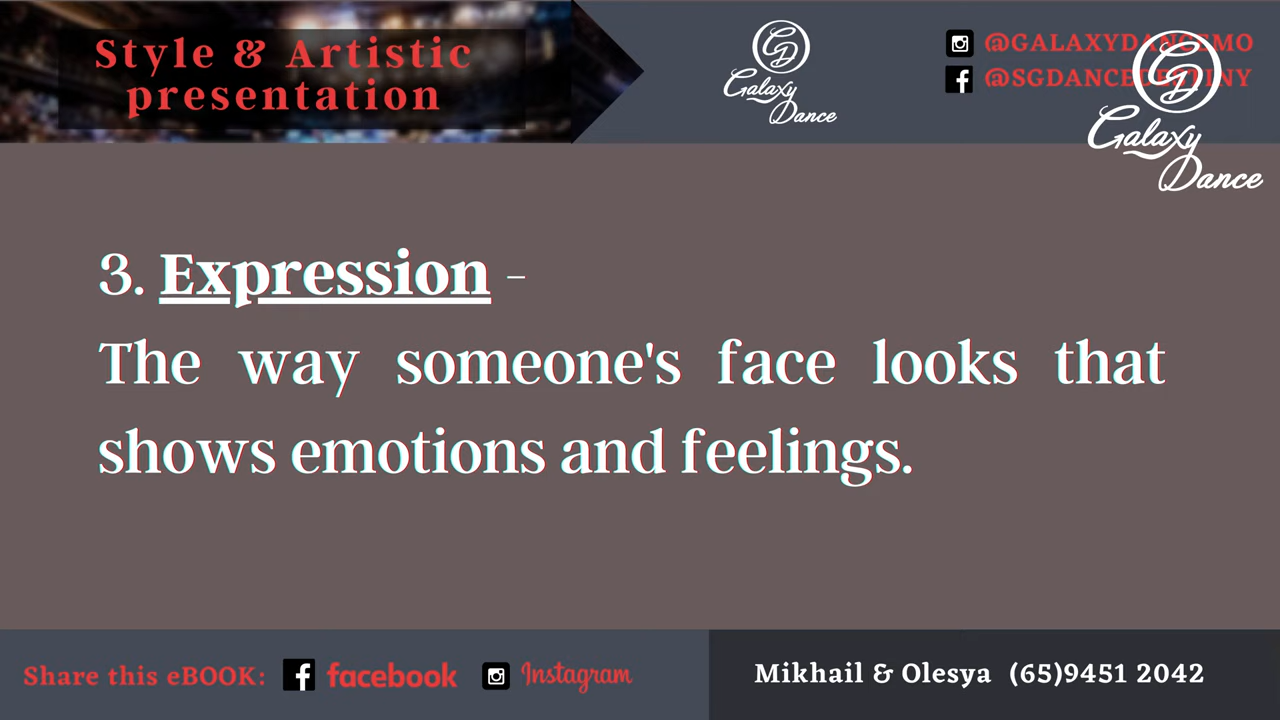 Style & Artistic
presentation
Galaxy
Dance
@GALAXYDANCEMO
Galaxy
Dance
3. Expression -
The way someone's face looks that
shows emotions and feelings.
Share this eBOOK: facebook Instagram
Mikhail & Olesya (65)9451 2042